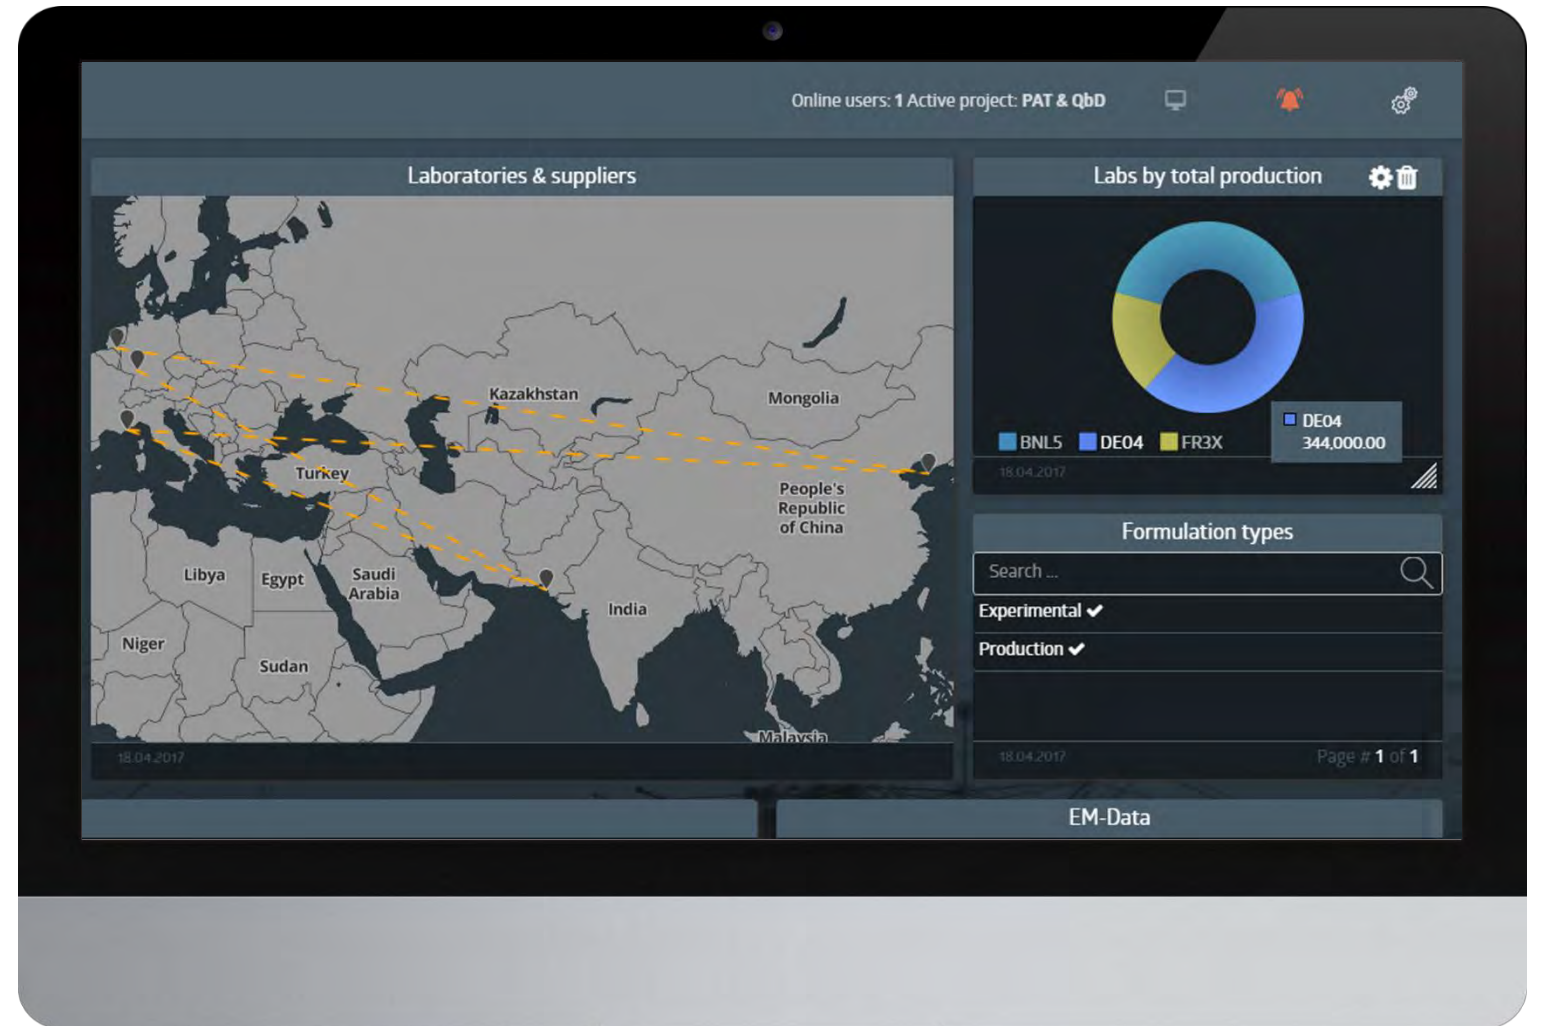 Online users: 1 Active project: PAT & QbD
Laboratories & suppliers
Kazakhstan
Mongolia
Turkey
People's
Republic
of China
Libya
Egypt
Saudi
Arabia
India
Niger
Sudan
Malaysia
18.04.2017
Labs by total production
BNL5
DE04
FR3X
DE04
344,000.00
18.04.2017
Formulation types
Search ...
Experimental
Production
18.04.2017
Page # 1 of 1
EM-Data